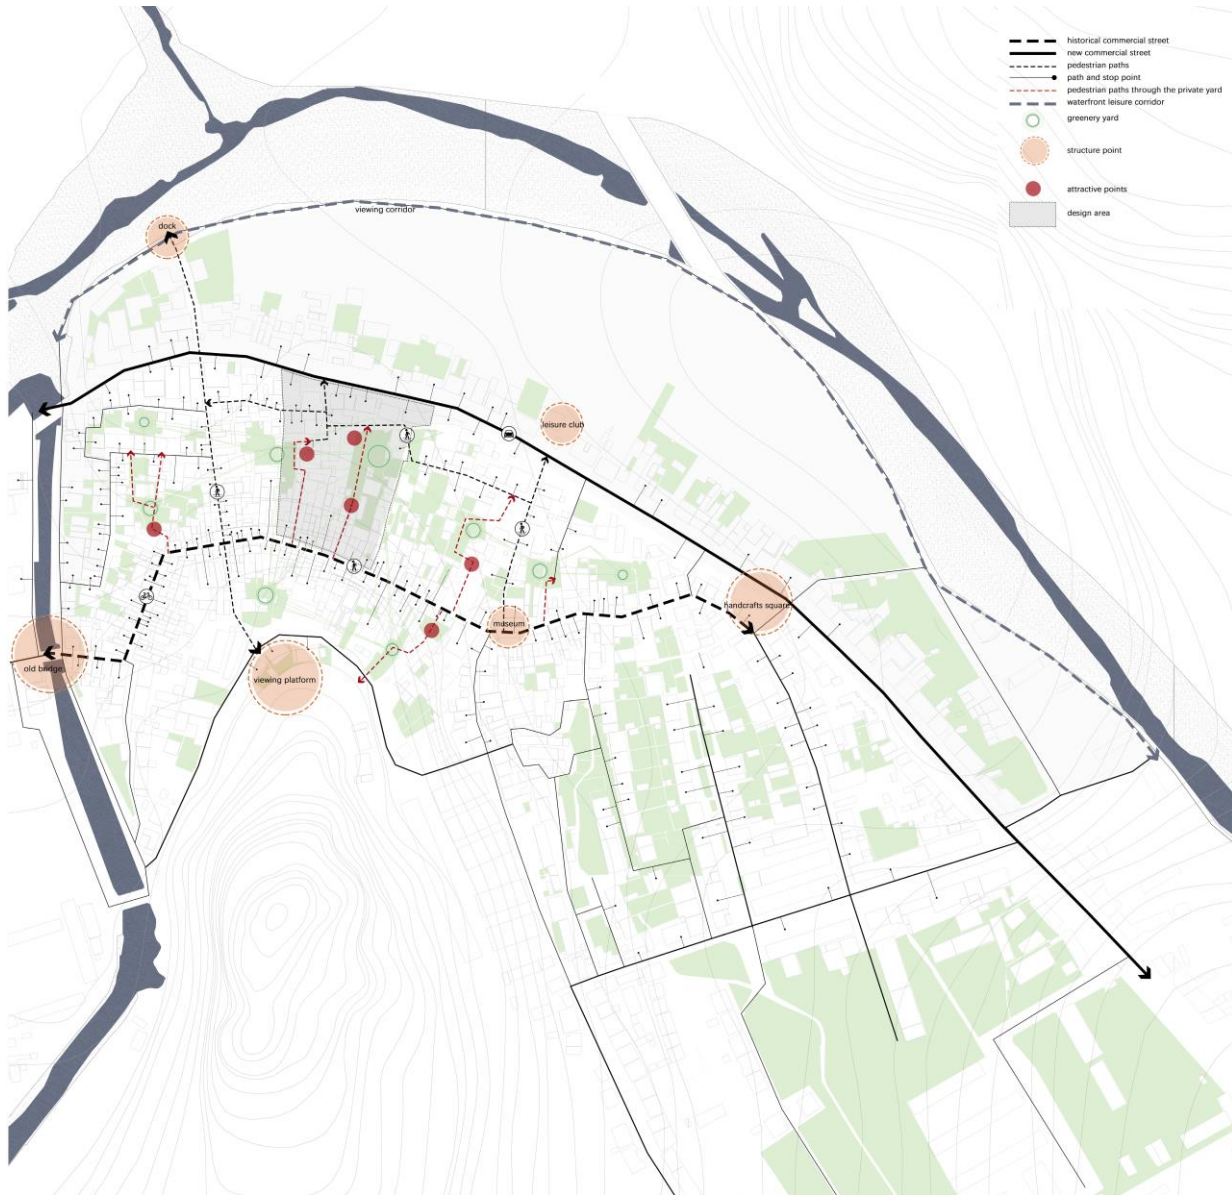 historical commercial street
new commercial street
pedestrian paths
path and stop point
pedestrian paths through the private yard
waterfront leisure corridor
greenery yard
structure point
attractive points
design area
viewing corridor
dock
leisure club
handcrafts square
museum
old bridge
viewing platform